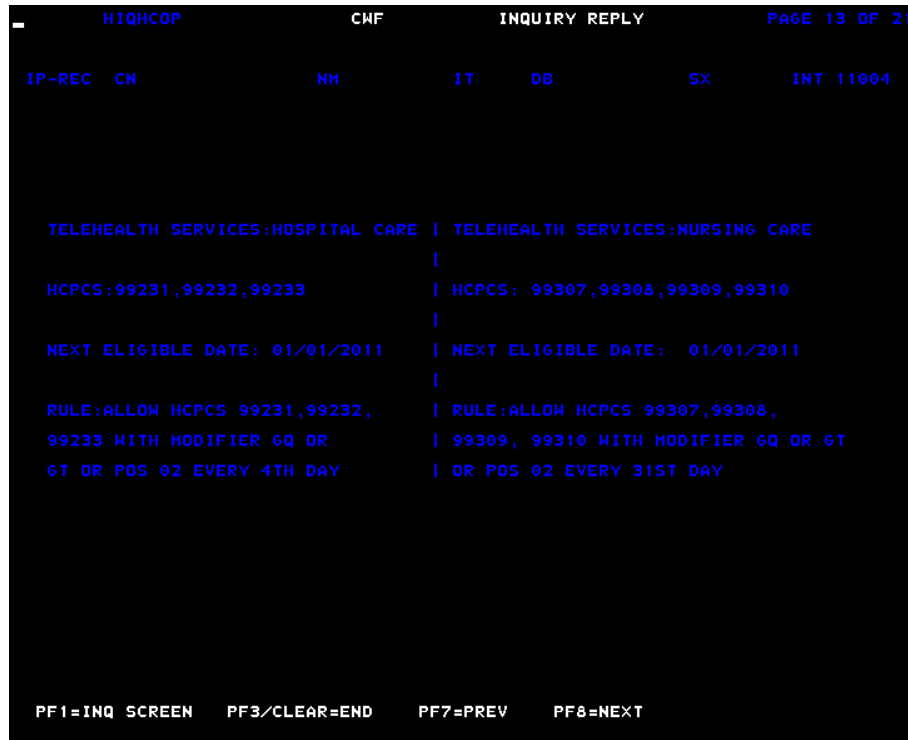 HIQHCOP CWF INQUIRY REPLY PAGE 13 OF 2
IP-REC CN NM IT DB SX INT 11004
TELEHEALTH SERVICES:HOSPITAL CARE | TELEHEALTH SERVICES:NURSING CARE
|
HCPCS:99231,99232,99233 | HCPCS: 99307,99308,99309,99310
|
NEXT ELIGIBLE DATE: 01/01/2011 | NEXT ELIGIBLE DATE: 01/01/2011
|
RULE:ALLOW HCPCS 99231,99232, | RULE:ALLOW HCPCS 99307,99308,
99233 WITH MODIFIER GQ OR | 99309, 99310 WITH MODIFIER GQ OR GT
GT OR POS 02 EVERY 4TH DAY | OR POS 02 EVERY 31ST DAY
PF1=INQ SCREEN PF3/CLEAR=END PF7=PREV PF8=NEXT